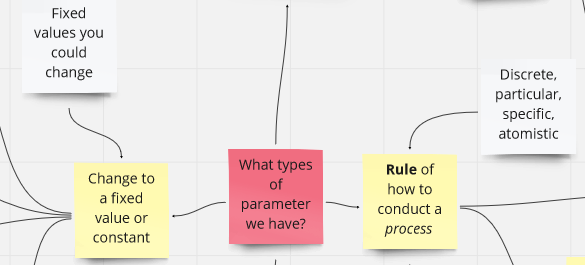 Fixed
values you
could
change
Discrete,
particular,
specific,
atomistic
Change to
a fixed
value or
constant
What types
of
parameter
we have?
Rule of
how to
conduct a
process